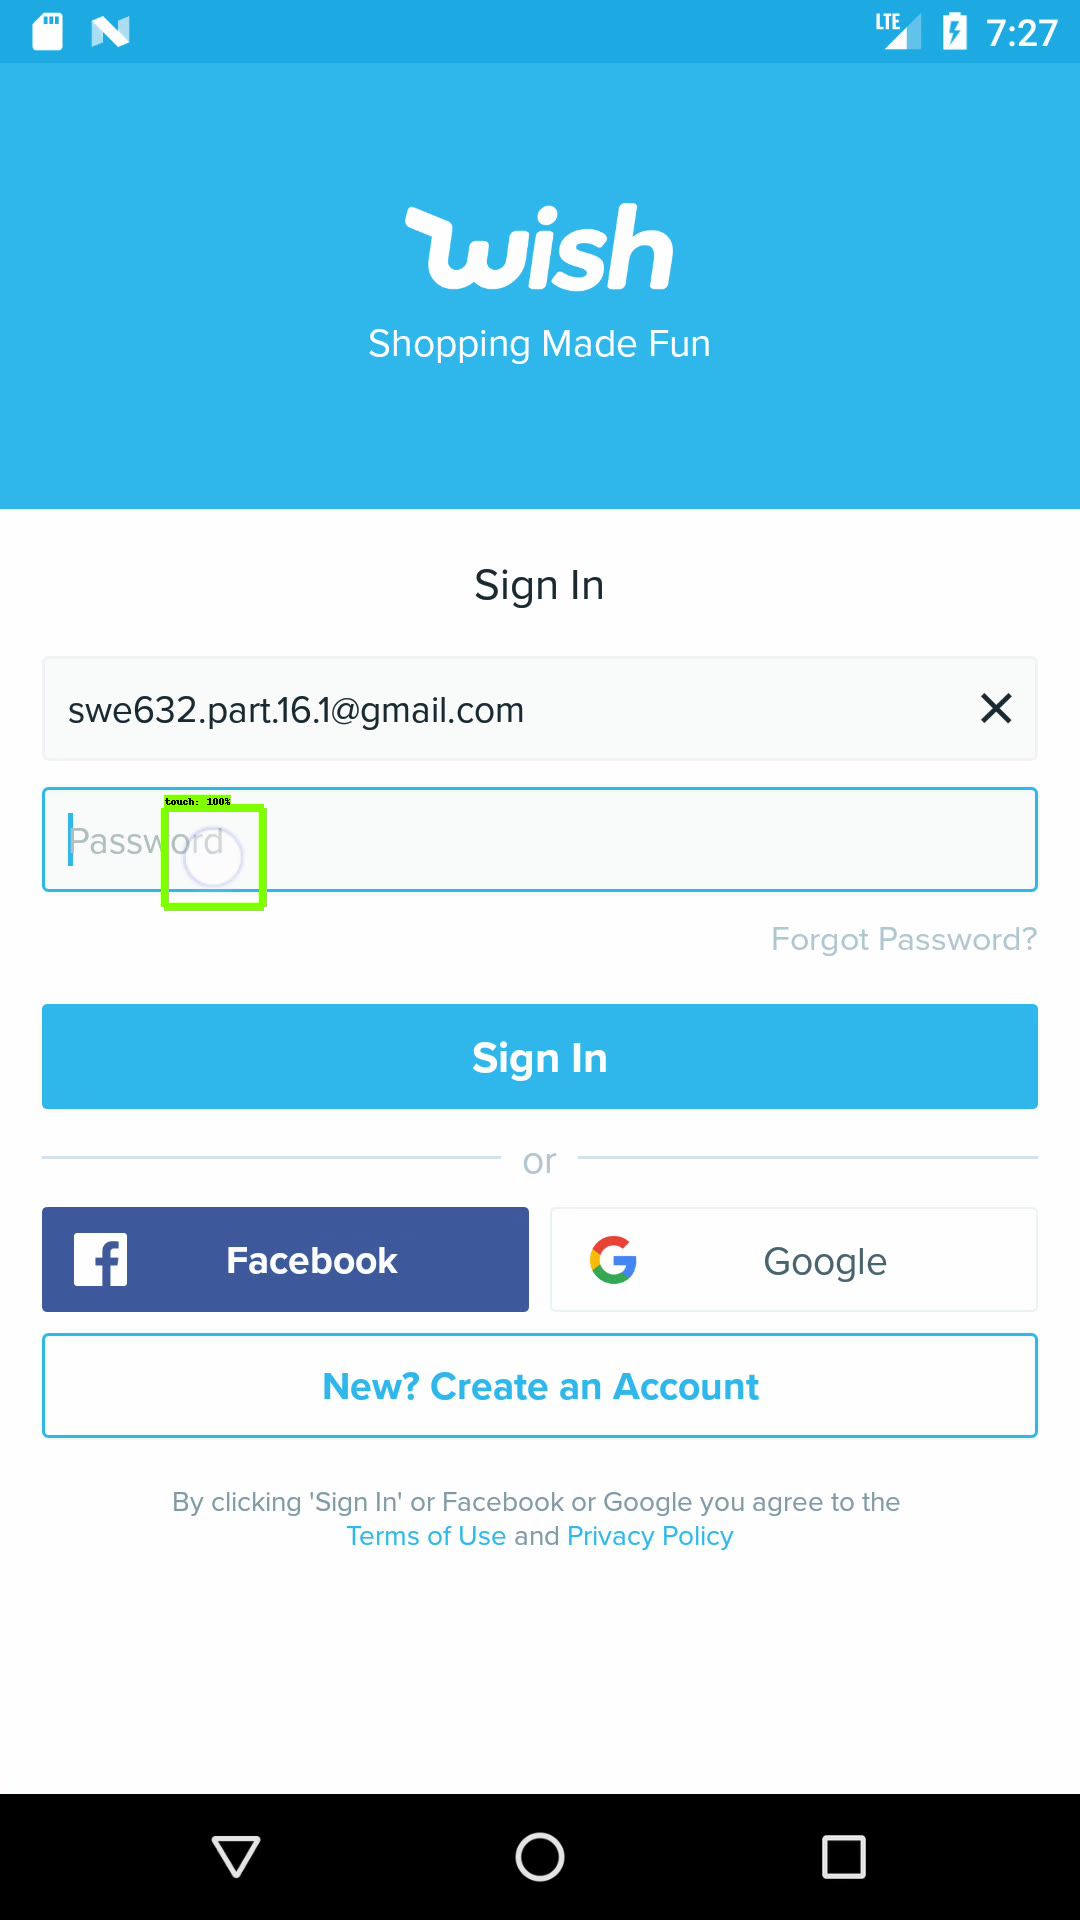 LTE 7:27
wish
Shopping Made Fun
Sign In
swe632.part.16.1@gmail.com
touch: 100%
Password
Forgot Password?
Sign In
or
Facebook
Google
New? Create an Account
By clicking 'Sign In' or Facebook or Google you agree to the
Terms of Use and Privacy Policy